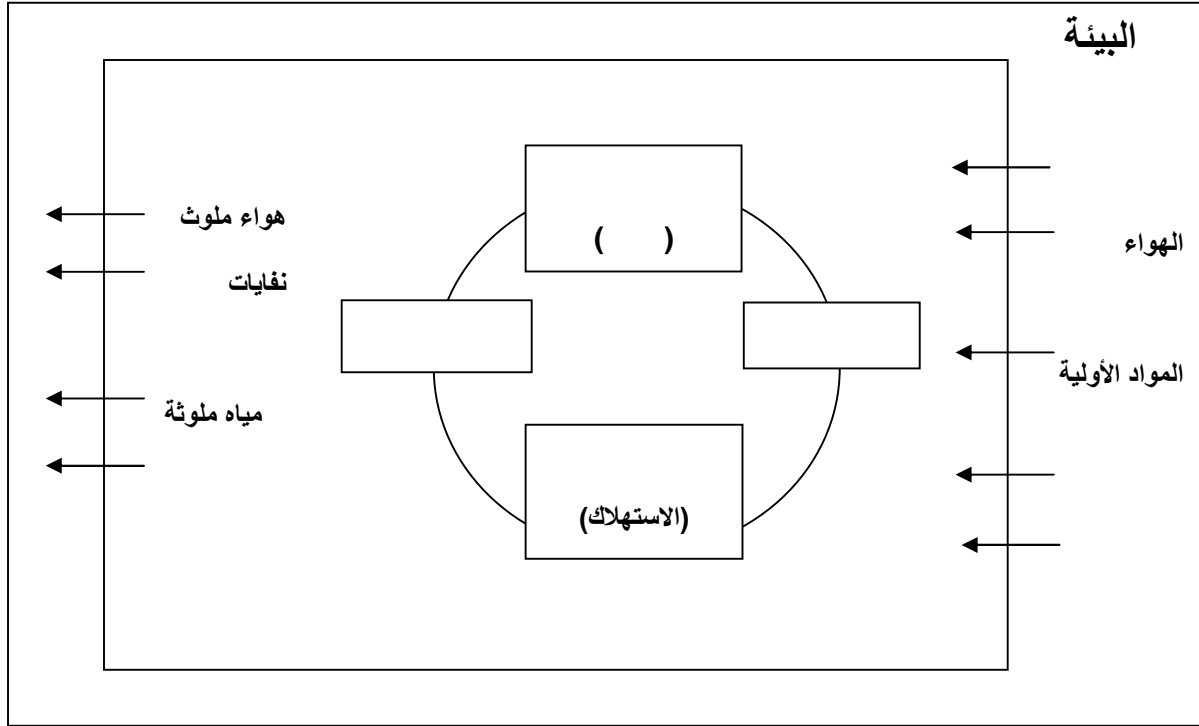 البيئة
هواء ملوث
( )
الهواء
نفايات
المواد الأولية
مياه ملوثة
(الاستهلاك)